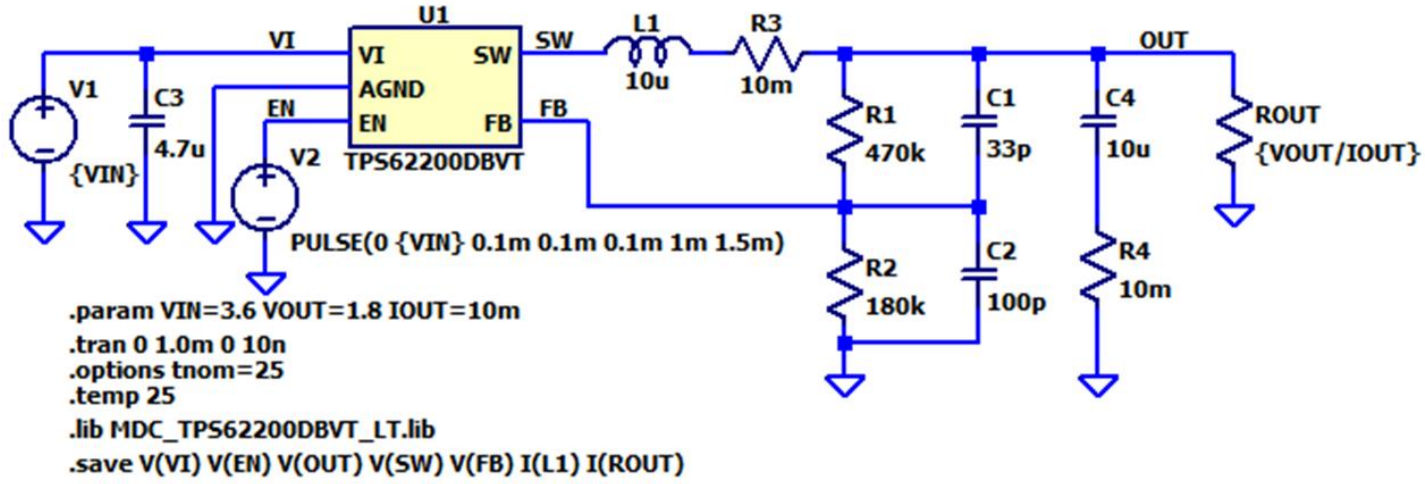 U1
L1
R3
VI
VI
SW
SW
OUT
10u
10m
V1
C3
AGND
R1
C1
C4
ROUT
EN
EN
FB
FB
4.7u
V2
TPS62200DBVT
470k
33p
10u
{VOUT/IOUT}
{VIN}
PULSE(0 {VIN} 0.1m 0.1m 0.1m 1m 1.5m)
R2
C2
R4
180k
100p
10m
.param VIN=3.6 VOUT=1.8 IOUT=10m
.tran 0 1.0m 0 10n
.options tnom=25
.temp 25
.lib MDC_TPS62200DBVT_LT.lib
.save V(VI) V(EN) V(OUT) V(SW) V(FB) I(L1) I(ROUT)